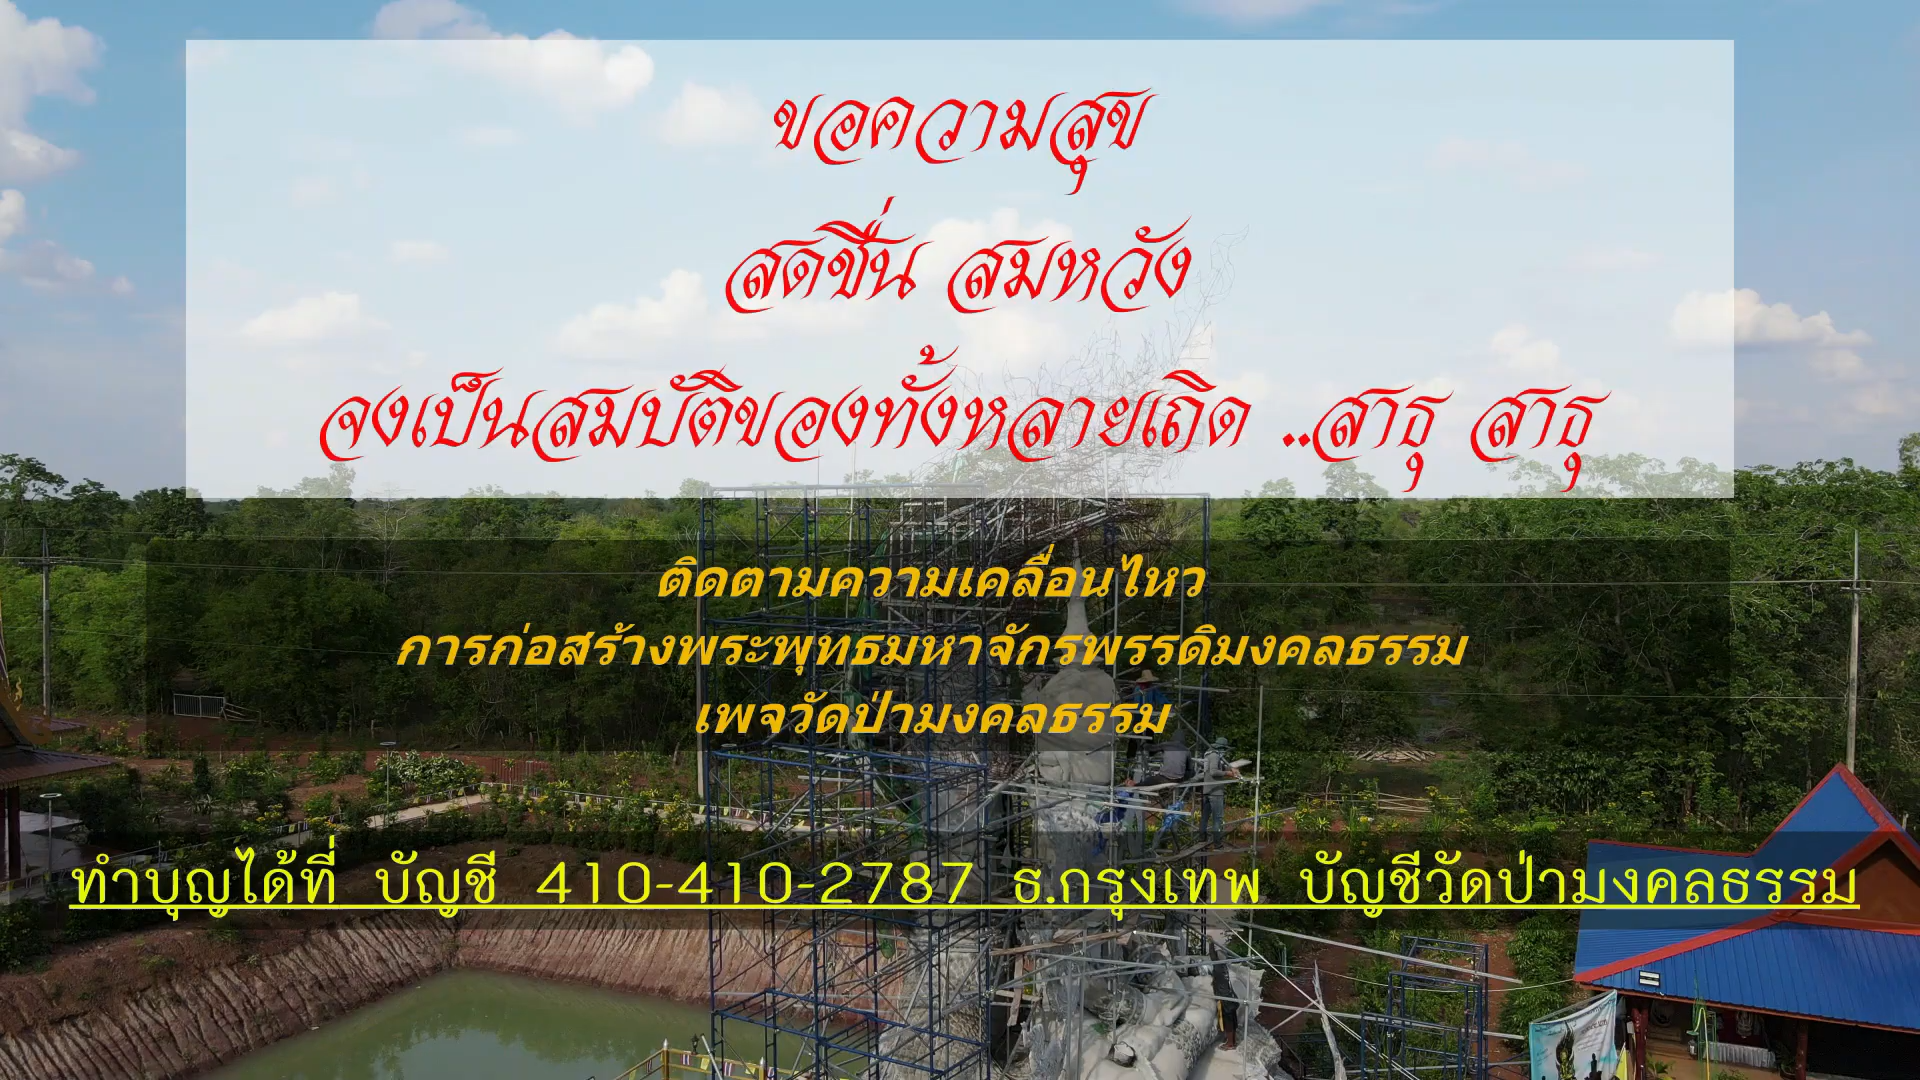 ขอความสุข
สดชื่น สมหวัง
จงเป็นสมบัติของทั้งหลายเถิด ..สาธุ สาธุ
ติดตามความเคลื่อนไหว
การก่อสร้างพระพุทธมหาจักรพรรดิมงคลธรรม
เพจวัดป่ามงคลธรรม
ทำบุญได้ที่ บัญชี 410-410-2787 ธ.กรุงเทพ บัญชีวัดป่ามงคลธรรม